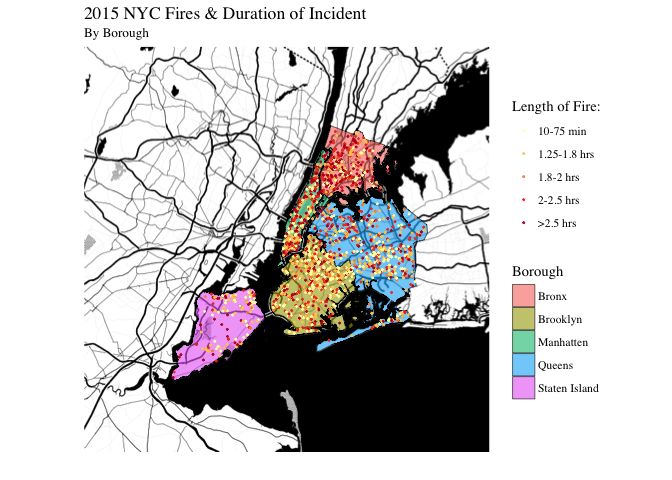 2015 NYC Fires & Duration of Incident
By Borough
Length of Fire:
10-75 min
1.25-1.8 hrs
1.8-2 hrs
2-2.5 hrs
>2.5 hrs
Borough
Bronx
Brooklyn
Manhatten
Queens
Staten Island